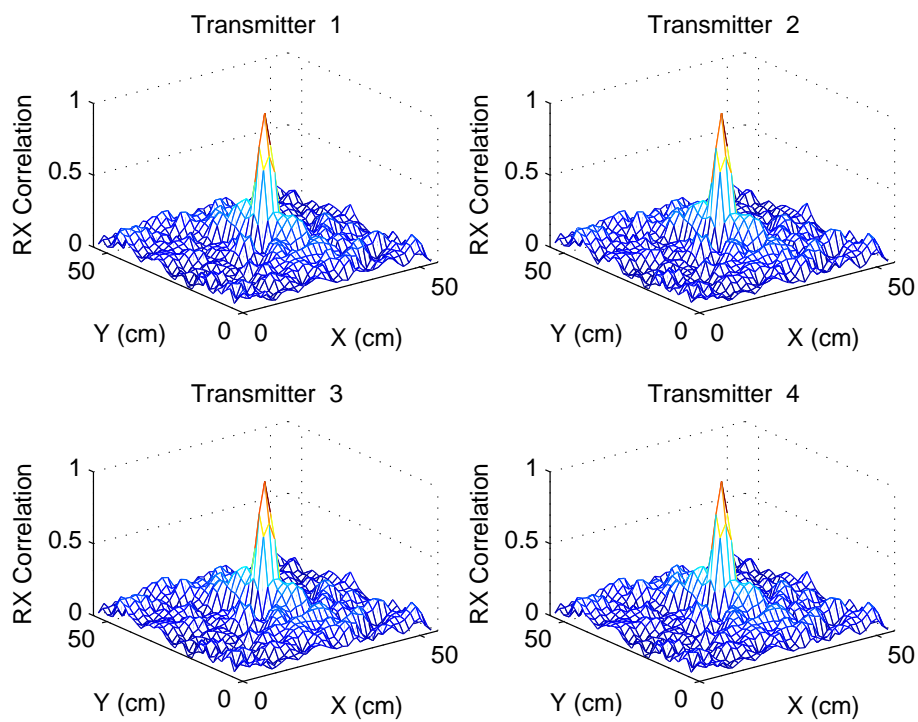 Transmitter 1
1
0.5
0
RX Correlation
50
0
Y (cm)
0
50
X (cm)
Transmitter 2
1
0.5
0
RX Correlation
50
0
Y (cm)
0
50
X (cm)
Transmitter 3
1
0.5
0
RX Correlation
50
0
Y (cm)
0
50
X (cm)
Transmitter 4
1
0.5
0
RX Correlation
50
0
Y (cm)
0
50
X (cm)